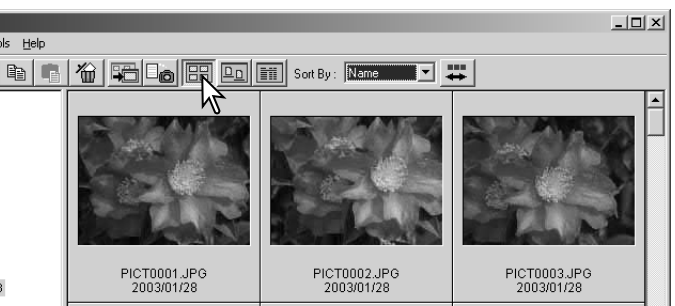 ols Help
Sort By : Name
PICT0001.JPG PICT0002.JPG PICT0003.JPG
2003/01/28 2003/01/28 2003/01/28